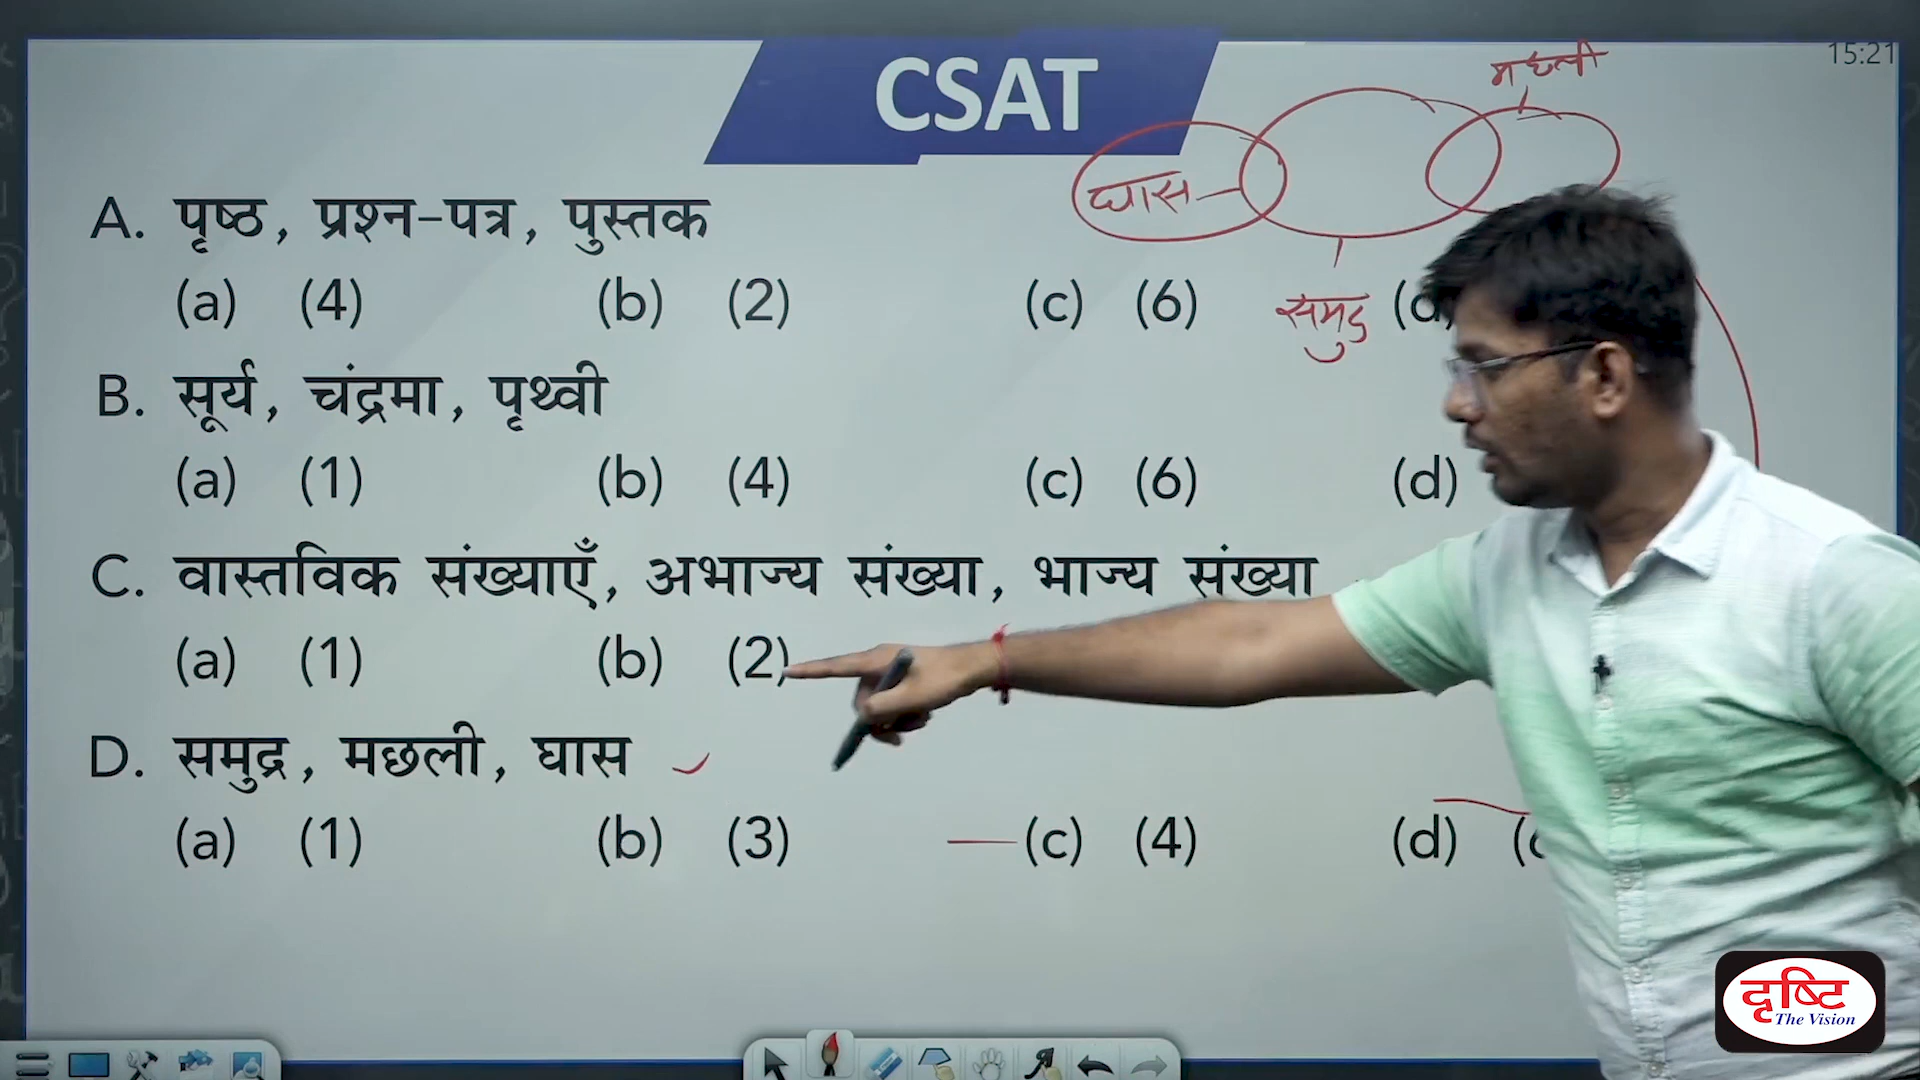 CSAT
15:21
मछली
घास
समुद्र
A. पृष्ठ, प्रश्न-पत्र, पुस्तक
(a) (4) (b) (2) (c) (6)
B. सूर्य, चंद्रमा, पृथ्वी
(a) (1) (b) (4) (c) (6) (d)
C. वास्तविक संख्याएँ, अभाज्य संख्या, भाज्य संख्या
(a) (1) (b) (2)
D. समुद्र, मछली, घास
(a) (1) (b) (3) (c) (4) (d)
दृष्टि
The Vision